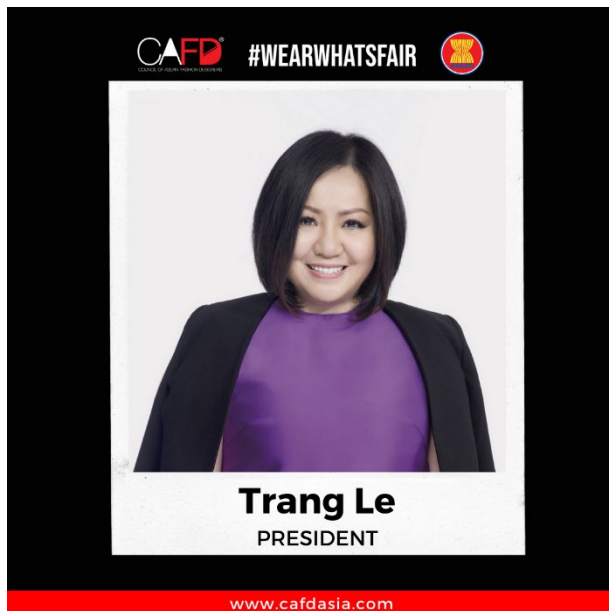 CAFD® #WEARWHATSFAIR
COUNCIL OF ASEAN FASHION DESIGNERS
Trang Le
PRESIDENT
www.cafdasia.com